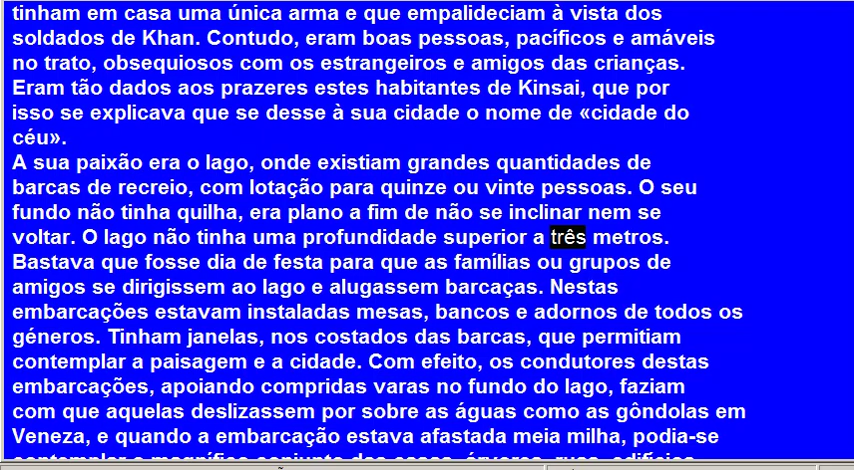 tinham em casa uma única arma e que empalideciam à vista dos
soldados de Khan. Contudo, eram boas pessoas, pacíficos e amáveis
no trato, obsequiosos com os estrangeiros e amigos das crianças.
Eram tão dados aos prazeres estes habitantes de Kinsai, que por
isso se explicava que se desse à sua cidade o nome de «cidade do
céu».
A sua paixão era o lago, onde existiam grandes quantidades de
barcas de recreio, com lotação para quinze ou vinte pessoas. O seu
fundo não tinha quilha, era plano a fim de não se inclinar nem se
voltar. O lago não tinha uma profundidade superior a três metros.
Bastava que fosse dia de festa para que as famílias ou grupos de
amigos se dirigissem ao lago e alugassem barcaças. Nestas
embarcações estavam instaladas mesas, bancos e adornos de todos os
géneros. Tinham janelas, nos costados das barcas, que permitiam
contemplar a paisagem e a cidade. Com efeito, os condutores destas
embarcações, apoiando compridas varas no fundo do lago, faziam
com que aquelas deslizassem por sobre as águas como as gôndolas em
Veneza, e quando a embarcação estava afastada meia milha, podia-se
contemplar o magnífico conjunto das casas, árvores, ruas, edifícios